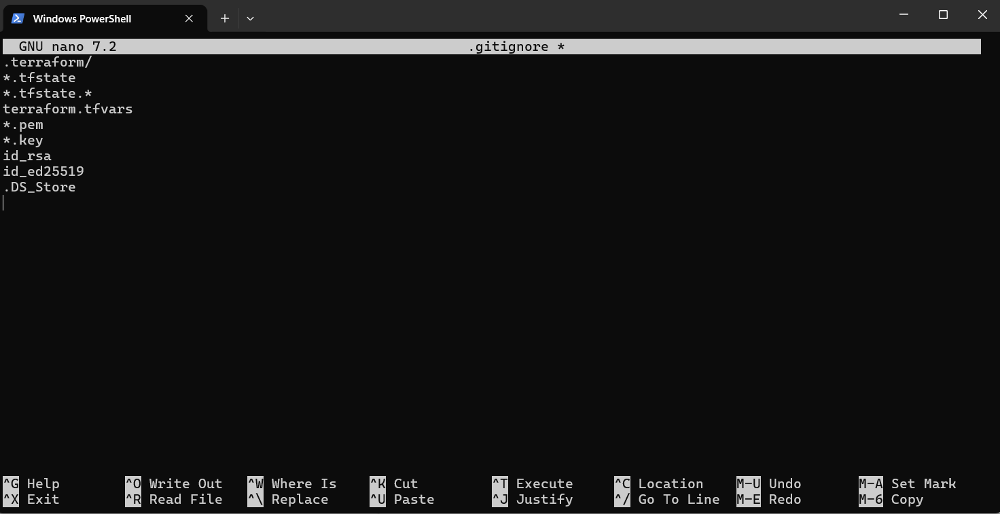 Windows PowerShell
GNU nano 7.2 .gitignore *
.terraform/
*.tfstate
*.tfstate.*
terraform.tfvars
*.pem
*.key
id_rsa
id_ed25519
.DS_Store
^G Help ^O Write Out ^W Where Is ^K Cut ^T Execute ^C Location M-U Undo M-A Set Mark
^X Exit ^R Read File ^\ Replace ^U Paste ^J Justify ^/ Go To Line M-E Redo M-6 Copy